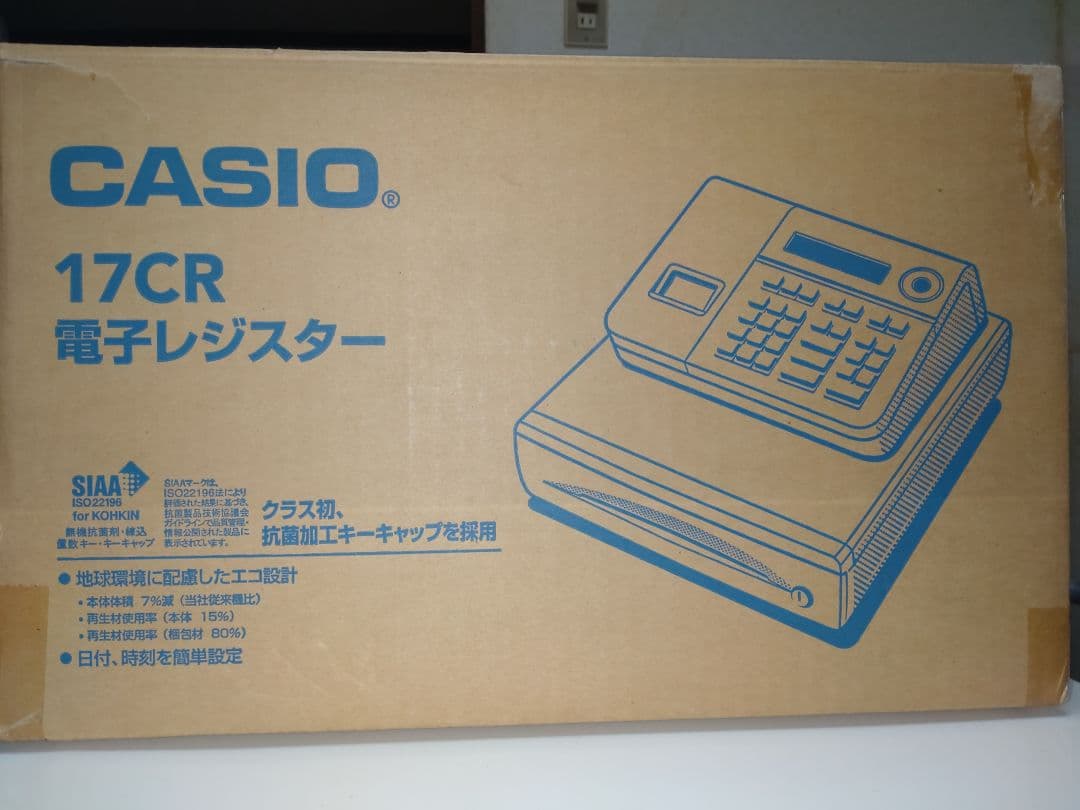 CASIO®
17CR
電子レジスター
SIAA
ISO22196
for KOHKIN
無機抗菌剤・練込
置数キー・キーキャップ
SIAAマークは、
ISO22196法により
評価された結果に基づき、
抗菌製品技術協議会
ガイドラインで品質管理・
情報公開された製品に
表示されています。
クラス初、
抗菌加工キーキャップを採用
● 地球環境に配慮したエコ設計
・本体体積 7%減（当社従来機比）
・再生材使用率（本体 15%）
・再生材使用率（梱包材 80%）
● 日付、時刻を簡単設定